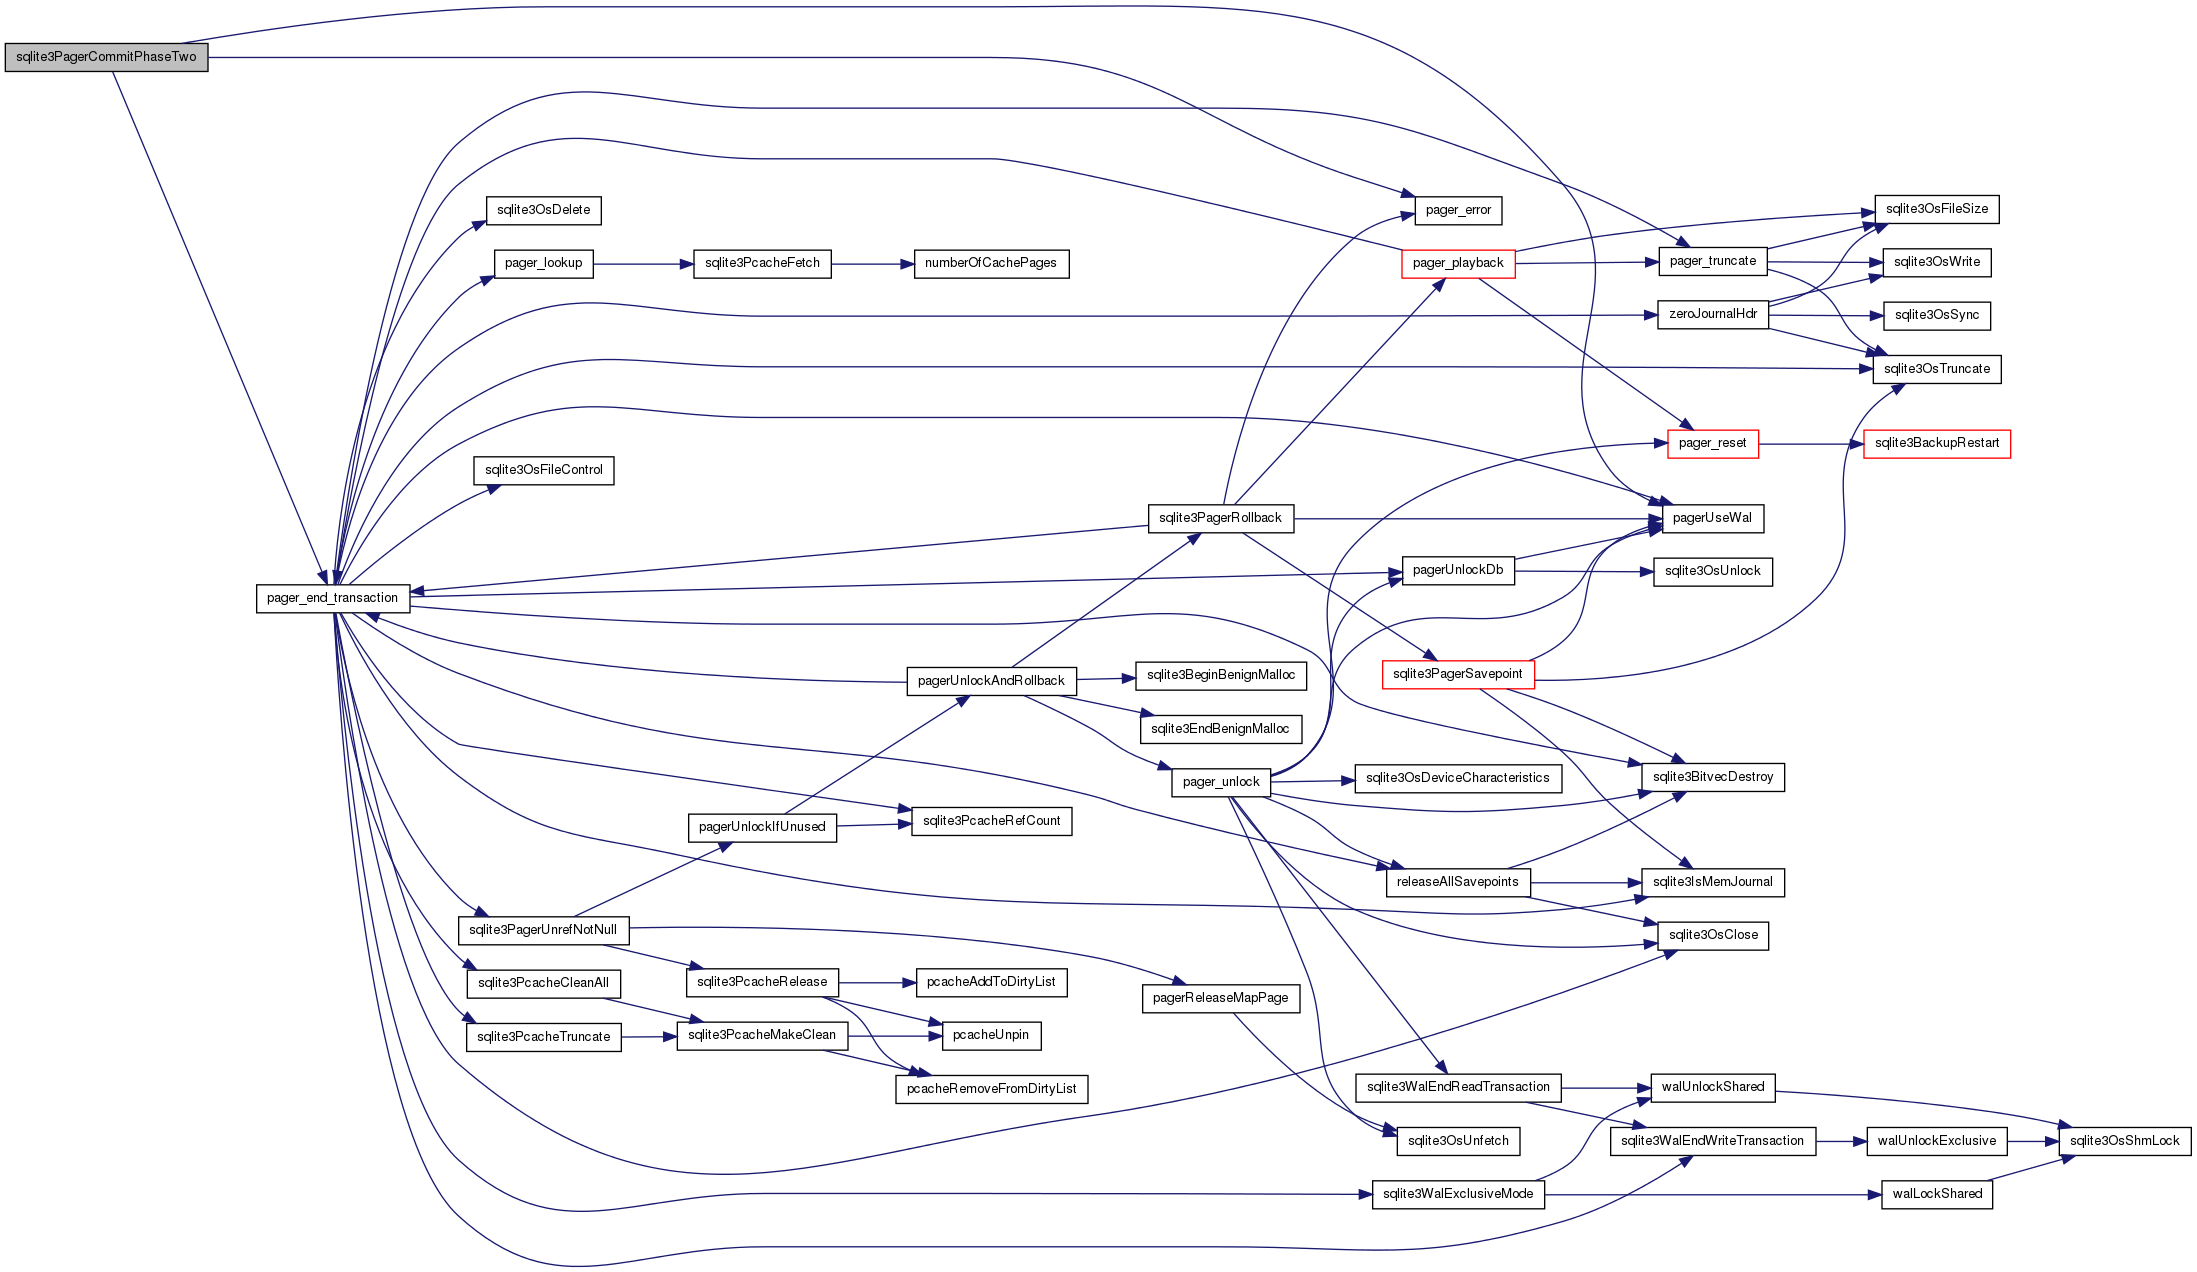 sqlite3PagerCommitPhaseTwo
pager_end_transaction
sqlite3OsDelete
pager_lookup
sqlite3OsFileControl
sqlite3PagerUnrefNotNull
sqlite3PcacheCleanAll
sqlite3PcacheTruncate
sqlite3PcacheFetch
pagerUnlockIfUnused
sqlite3PcacheRelease
sqlite3PcacheMakeClean
numberOfCachePages
pagerUnlockAndRollback
sqlite3PcacheRefCount
pcacheAddToDirtyList
pcacheUnpin
pcacheRemoveFromDirtyList
sqlite3PagerRollback
sqlite3BeginBenignMalloc
sqlite3EndBenignMalloc
pager_unlock
pagerReleaseMapPage
pager_error
pager_playback
pagerUnlockDb
sqlite3PagerSavepoint
sqlite3OsDeviceCharacteristics
releaseAllSavepoints
sqlite3WalEndReadTransaction
sqlite3OsUnfetch
sqlite3WalExclusiveMode
pager_truncate
zeroJournalHdr
pager_reset
pagerUseWal
sqlite3OsUnlock
sqlite3BitvecDestroy
sqlite3IsMemJournal
sqlite3OsClose
walUnlockShared
sqlite3WalEndWriteTransaction
sqlite3OsFileSize
sqlite3OsWrite
sqlite3OsSync
sqlite3OsTruncate
sqlite3BackupRestart
walUnlockExclusive
walLockShared
sqlite3OsShmLock